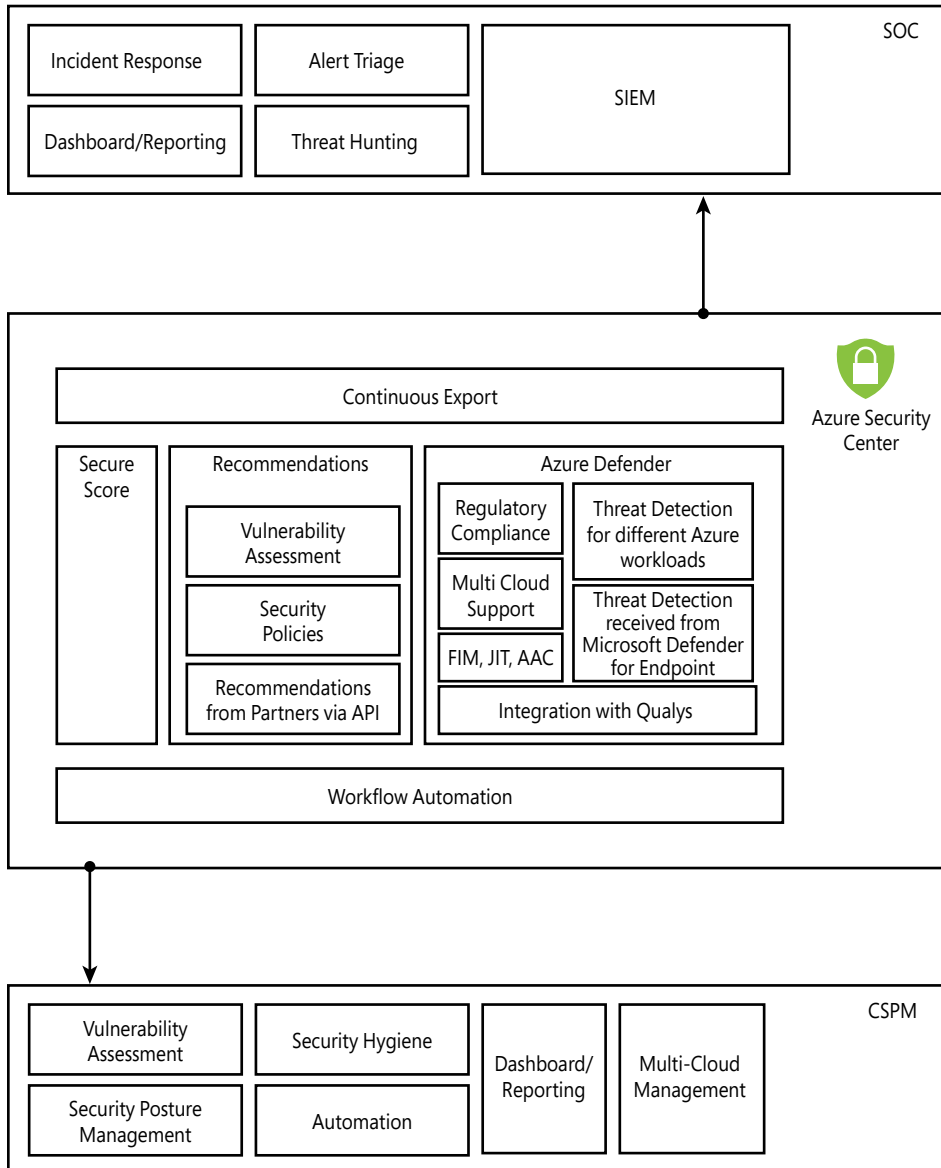 SOC
Incident Response
Alert Triage
SIEM
Dashboard/Reporting
Threat Hunting
Azure Security
Center
Continuous Export
Secure
Score
Recommendations
Vulnerability
Assessment
Security
Policies
Recommendations
from Partners via API
Azure Defender
Regulatory
Compliance
Multi Cloud
Support
FIM, JIT, AAC
Threat Detection
for different Azure
workloads
Threat Detection
received from
Microsoft Defender
for Endpoint
Integration with Qualys
Workflow Automation
CSPM
Vulnerability
Assessment
Security Hygiene
Dashboard/
Reporting
Multi-Cloud
Management
Security Posture
Management
Automation